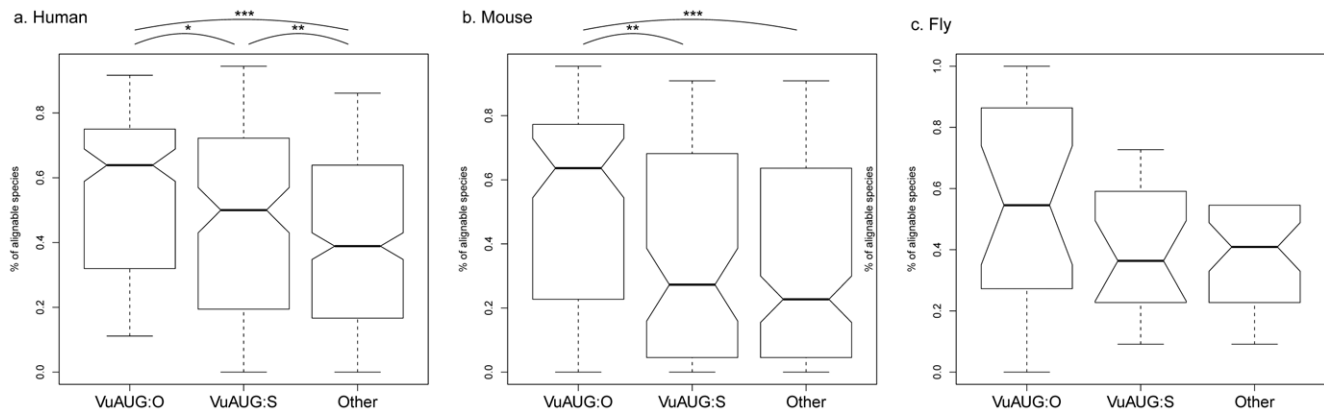 a. Human
***
*
**
% of alignable species
0.8
0.6
0.4
0.2
0.0
VuAUG:O
VuAUG:S
Other
b. Mouse
***
**
% of alignable species
0.8
0.6
0.4
0.2
0.0
VuAUG:O
VuAUG:S
Other
c. Fly
% of alignable species
1.0
0.8
0.6
0.4
0.2
0.0
VuAUG:O
VuAUG:S
Other